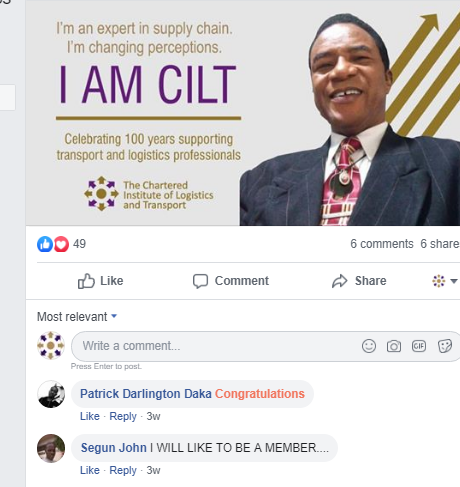 I'm an expert in supply chain.
I'm changing perceptions.
I AM CILT
Celebrating 100 years supporting
transport and logistics professionals
The Chartered
Institute of Logistics
and Transport
49
6 comments 6 share
Like Comment Share
Most relevant
Write a comment...
GIF
Press Enter to post.
Patrick Darlington Daka Congratulations
Like · Reply · 3w
Segun John I WILL LIKE TO BE A MEMBER....
Like · Reply · 3w